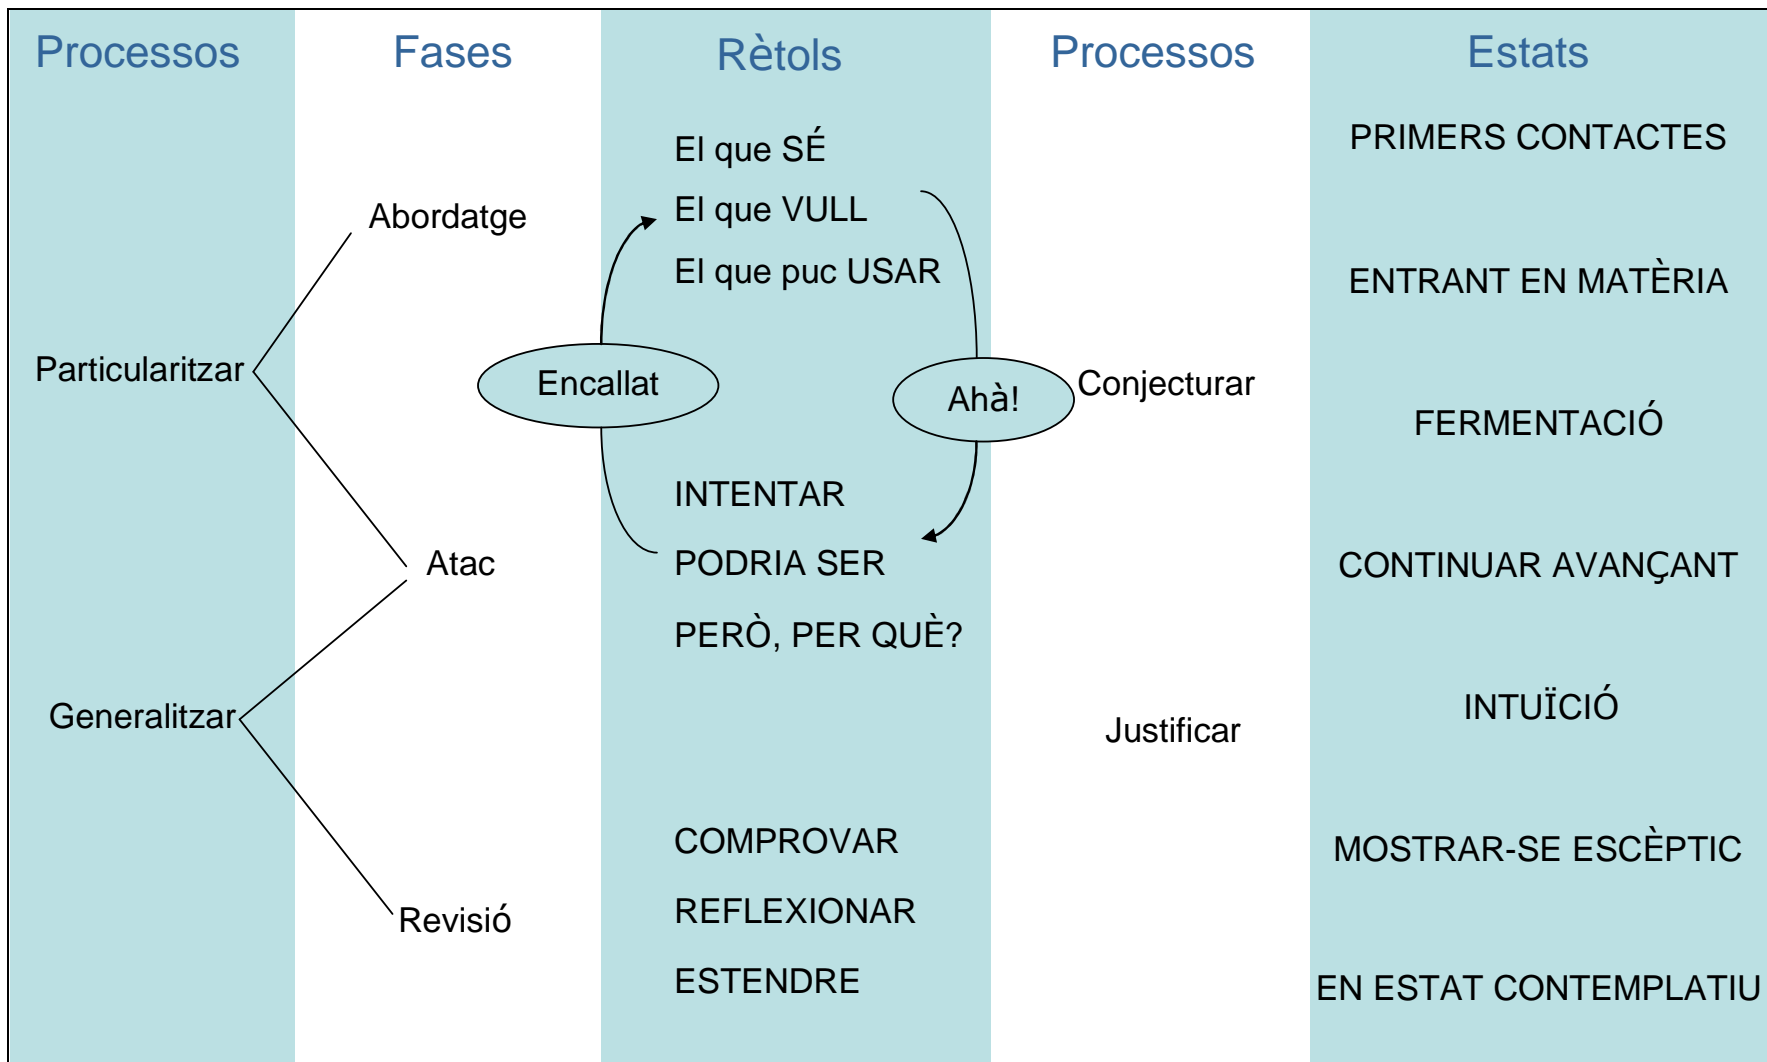 Processos
Fases
Rètols
Processos
Estats
El que SÉ
El que VULL
El que puc USAR
PRIMERS CONTACTES
Abordatge
ENTRANT EN MATÈRIA
Particularitzar
Encallat
Ahà!
Conjecturar
FERMENTACIÓ
INTENTAR
PODRIA SER
PERÒ, PER QUÈ?
Atac
CONTINUAR AVANÇANT
Generalitzar
Justificar
INTUÏCIÓ
COMPROVAR
REFLEXIONAR
ESTENDRE
Revisió
MOSTRAR-SE ESCÈPTIC
EN ESTAT CONTEMPLATIU